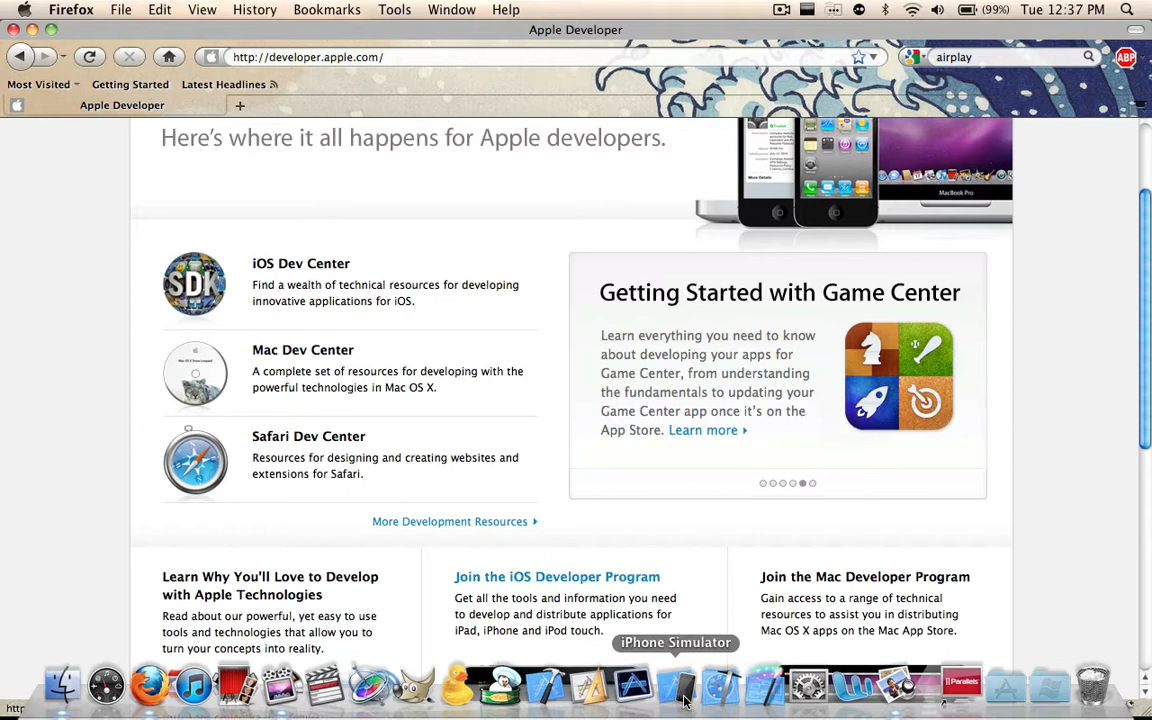 Firefox File Edit View History Bookmarks Tools Window Help (99%) Tue 12:37 PM
Apple Developer
http://developer.apple.com/ airplay ABP
Most Visited Getting Started Latest Headlines
Apple Developer
Here's where it all happens for Apple developers.
MacBook Pro
iOS Dev Center
Find a wealth of technical resources for developing
innovative applications for iOS.
SDK
Mac Dev Center
A complete set of resources for developing with the
powerful technologies in Mac OS X.
Safari Dev Center
Resources for designing and creating websites and
extensions for Safari.
More Development Resources
Getting Started with Game Center
Learn everything you need to know
about developing your apps for
Game Center, from understanding
the fundamentals to updating your
Game Center app once it's on the
App Store. Learn more
Learn Why You'll Love to Develop
with Apple Technologies
Read about our powerful, yet easy to use
tools and technologies that allow you to
turn your concepts into reality.
Join the iOS Developer Program
Get all the tools and information you need
to develop and distribute applications for
iPad, iPhone and iPod touch.
Join the Mac Developer Program
Gain access to a range of technical
resources to assist you in distributing
Mac OS X apps on the Mac App Store.
iPhone Simulator
Parallels
htt